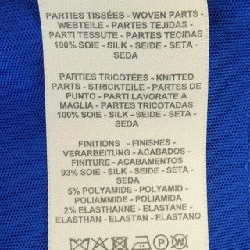 PARTIES TISSÉES - WOVEN PARTS -
WEBTEILE - PARTES TEJIDAS -
PARTI TESSUTE - PARTES TECIDAS
100% SOIE - SILK - SEIDE - SETA -
SEDA
PARTIES TRICOTÉES - KNITTED
PARTS - STRICKTEILE - PARTES DE
PUNTO - PARTI LAVORATE A
MAGLIA - PARTES TRICOTADAS
100% SOIE - SILK - SEIDE - SETA -
SEDA
FINITIONS - FINISHES -
VERARBEITUNG - ACABADOS -
FINITURE - ACABAMENTOS
93% SOIE - SILK - SEIDE - SETA -
SEDA
5% POLYAMIDE - POLYAMID -
POLIAMMIDE - POLIAMIDA
2% ELASTHANNE - ELASTANE -
ELASTHAN - ELASTAN - ELASTANO